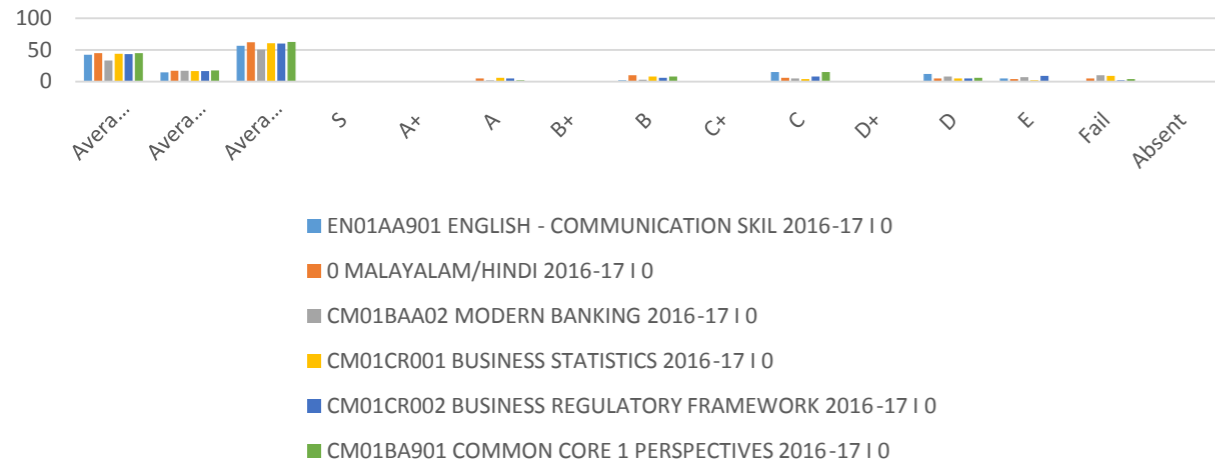 100
50
0
Avera...
Avera...
Avera...
S
A+
A
B+
B
C+
C
D+
D
E
Fail
Absent
EN01AA901 ENGLISH - COMMUNICATION SKIL 2016-17 I 0
0 MALAYALAM/HINDI 2016-17 I 0
CM01BAA02 MODERN BANKING 2016-17 I 0
CM01CR001 BUSINESS STATISTICS 2016-17 I 0
CM01CR002 BUSINESS REGULATORY FRAMEWORK 2016-17 I 0
CM01BA901 COMMON CORE 1 PERSPECTIVES 2016-17 I 0